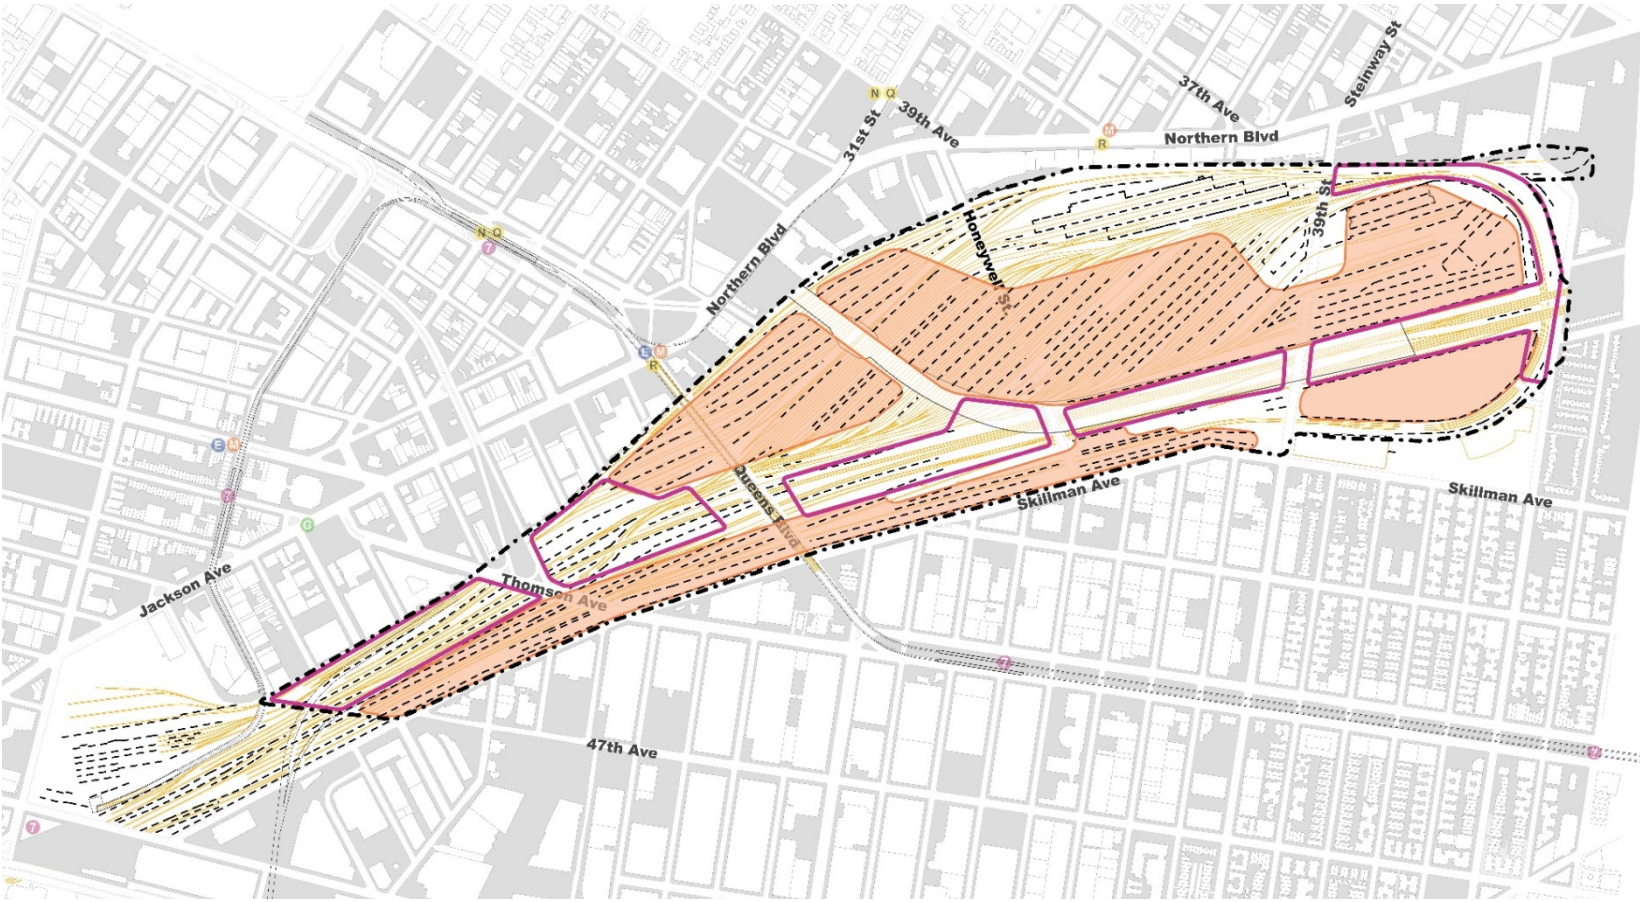 Steinway St
37th Ave
N Q
39th Ave
31st St
M
R
Northern Blvd
39th St
Honeywell St
N Q
7
Northern Blvd
E M
R
E M
7
Queens Blvd
Skillman Ave
Skillman Ave
G
Jackson Ave
Thomson Ave
7
47th Ave
7
7